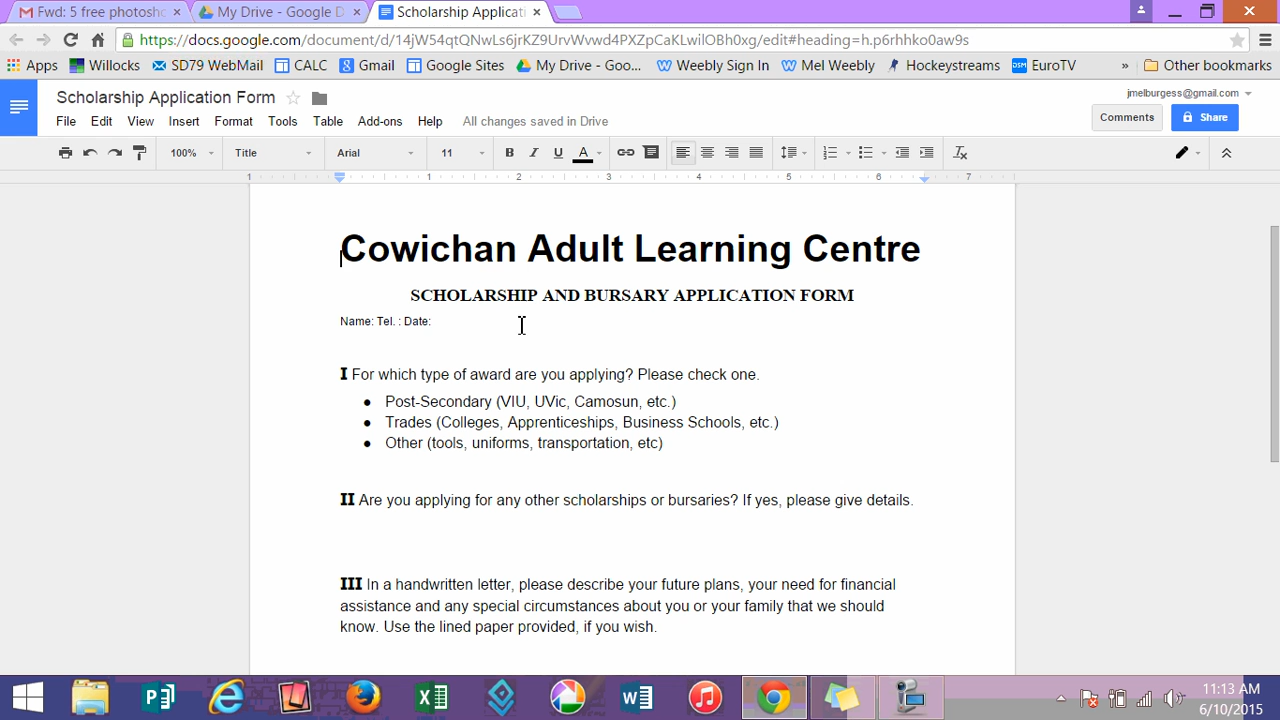 Fwd: 5 free photosho
My Drive - Google D
Scholarship Applicati
https://docs.google.com/document/d/14jW54qtQNwLs6jrKZ9UrvWvwd4PXZpCaKLwilOBh0xg/edit#heading=h.p6rhhko0aw9s
Apps Willocks SD79 WebMail CALC Gmail Google Sites My Drive - Goo... Weebly Sign In Mel Weebly Hockeystreams EuroTV » Other bookmarks
Scholarship Application Form
jmelburgess@gmail.com
File Edit View Insert Format Tools Table Add-ons Help All changes saved in Drive
Comments Share
100% Title Arial 11 B I U A
1 1 2 3 4 5 6 7
Cowichan Adult Learning Centre
SCHOLARSHIP AND BURSARY APPLICATION FORM
Name: Tel. : Date:
I For which type of award are you applying? Please check one.
● Post-Secondary (VIU, UVic, Camosun, etc.)
● Trades (Colleges, Apprenticeships, Business Schools, etc.)
● Other (tools, uniforms, transportation, etc)
II Are you applying for any other scholarships or bursaries? If yes, please give details.
III In a handwritten letter, please describe your future plans, your need for financial
assistance and any special circumstances about you or your family that we should
know. Use the lined paper provided, if you wish.
11:13 AM
6/10/2015